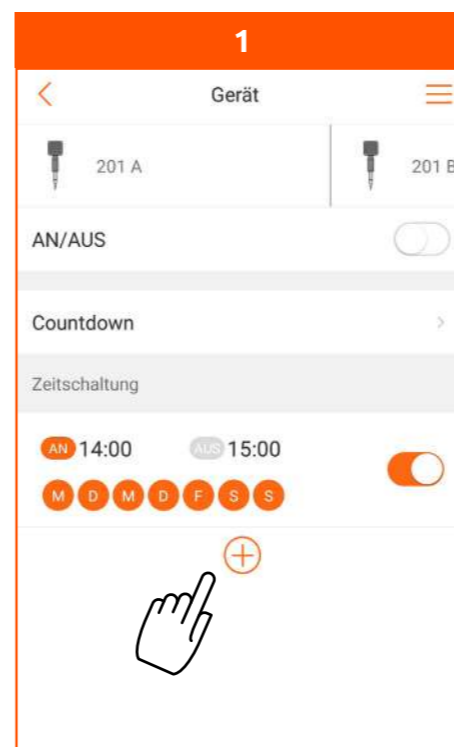 1
Gerät
201 A 201 B
AN/AUS
Countdown
Zeitschaltung
AN 14:00 AUS 15:00
M D M D F S S